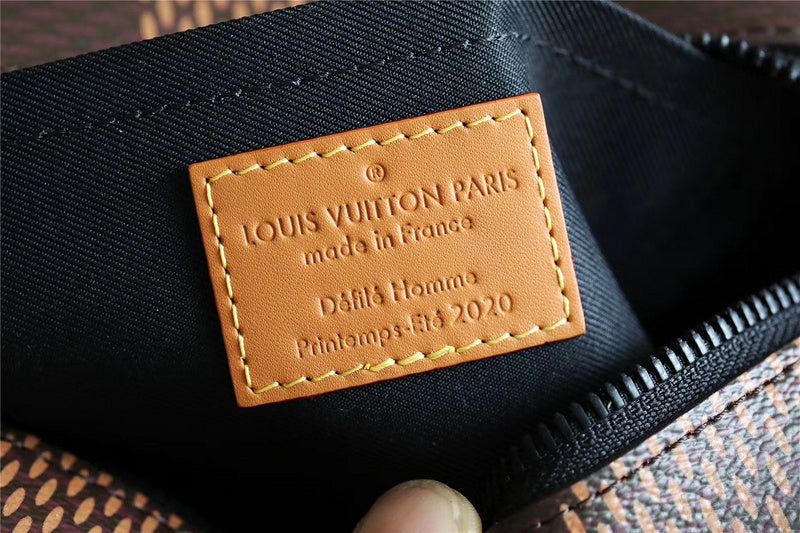 ®
LOUIS VUITTON PARIS
made in France
Défilé Homme
Printemps-Été 2020